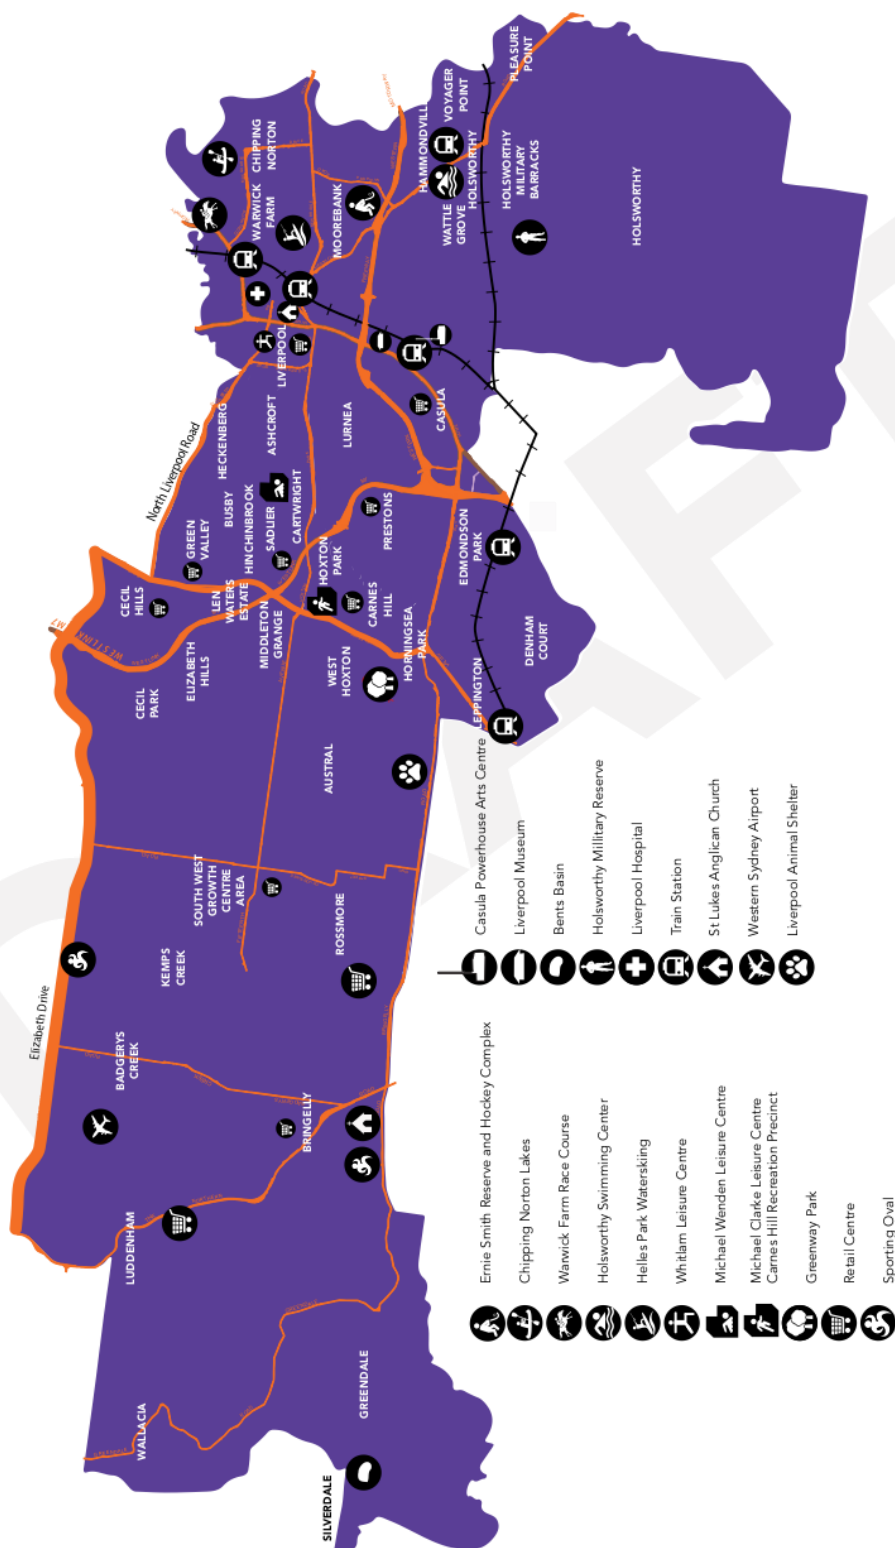 Elizabeth Drive
M7
WESTLINK
North Liverpool Road
WALLACIA
LUDDENHAM
BADGERYS
CREEK
KEMPS
CREEK
CECIL
PARK
CECIL
HILLS
ELIZABETH
HILLS
GREEN
VALLEY
LEN
WATERS
ESTATE
BUSBY
HECKENBERG
HINCHINBROOK
SADLIER
ASHCROFT
CARTWRIGHT
MIDDLETON
GRANGE
SOUTH WEST
GROWTH
CENTRE
AREA
LIVERPOOL
WARWICK
FARM
CHIPPING
NORTON
MOOREBANK
LURNEA
HOXTON
PARK
WEST
HOXTON
AUSTRAL
ROSSMORE
BRINGELLY
GREENDALE
SILVERDALE
CARNES
HILL
PRESTONS
HORNINGSEA
PARK
CASULA
HAMMONDVILL
WATTLE
GROVE
VOYAGER
POINT
HOLSWORTHY
PLEASURE
POINT
HOLSWORTHY
MILITARY
BARRACKS
EDMONDSON
PARK
LEPPINGTON
DENHAM
COURT
HOLSWORTHY
Ernie Smith Reserve and Hockey Complex
Chipping Norton Lakes
Warwick Farm Race Course
Holsworthy Swimming Center
Helles Park Waterskiing
Whitlam Leisure Centre
Michael Wenden Leisure Centre
Michael Clarke Leisure Centre
Carnes Hill Recreation Precinct
Greenway Park
Retail Centre
Sporting Oval
Casula Powerhouse Arts Centre
Liverpool Museum
Bents Basin
Holsworthy Millitary Reserve
Liverpool Hospital
Train Station
St Lukes Anglican Church
Western Sydney Airport
Liverpool Animal Shelter